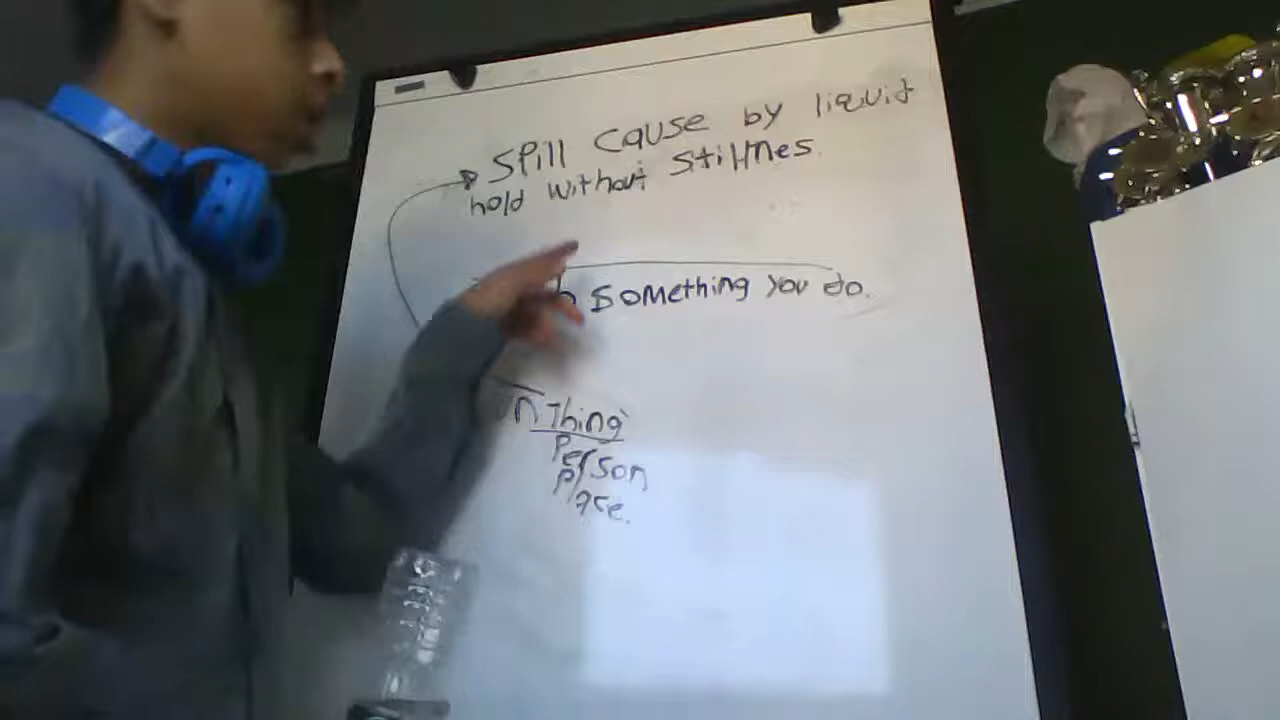 SPill cause by liquid
hold without stillnes.
something you do.
Thing
Person
Place.